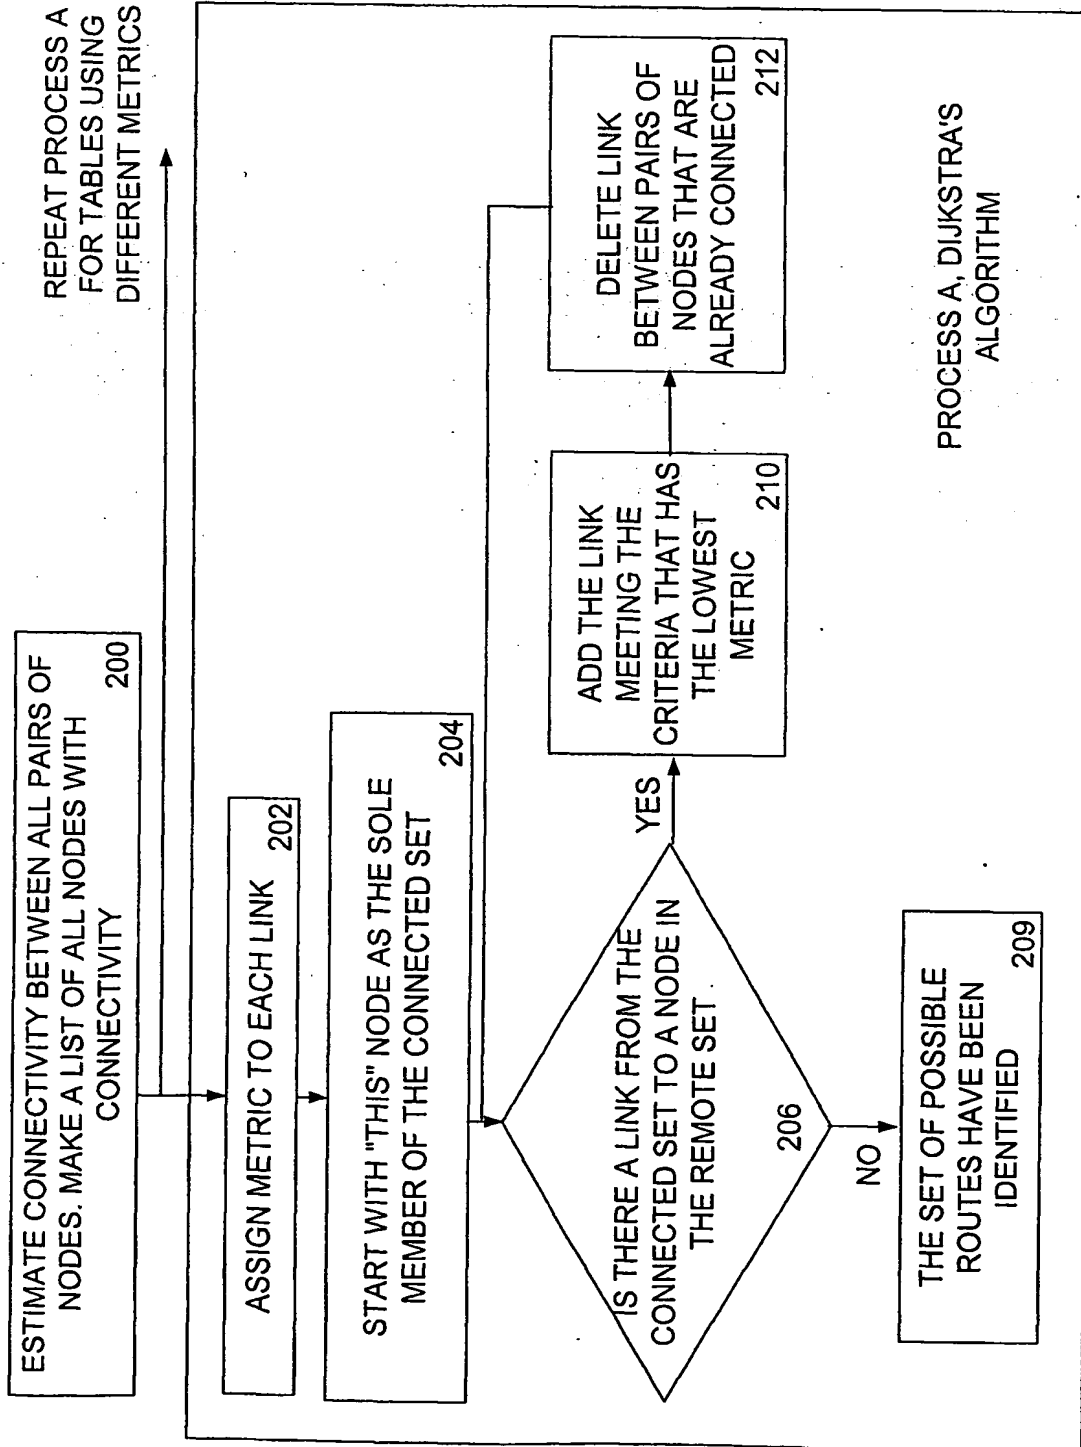 ESTIMATE CONNECTIVITY BETWEEN ALL PAIRS OF
NODES. MAKE A LIST OF ALL NODES WITH
CONNECTIVITY
200
REPEAT PROCESS A
FOR TABLES USING
DIFFERENT METRICS
ASSIGN METRIC TO EACH LINK
202
START WITH "THIS" NODE AS THE SOLE
MEMBER OF THE CONNECTED SET
204
IS THERE A LINK FROM THE
CONNECTED SET TO A NODE IN
THE REMOTE SET
206
YES
NO
ADD THE LINK
MEETING THE
CRITERIA THAT HAS
THE LOWEST
METRIC
210
DELETE LINK
BETWEEN PAIRS OF
NODES THAT ARE
ALREADY CONNECTED
212
THE SET OF POSSIBLE
ROUTES HAVE BEEN
IDENTIFIED
209
PROCESS A, DIJKSTRA'S
ALGORITHM